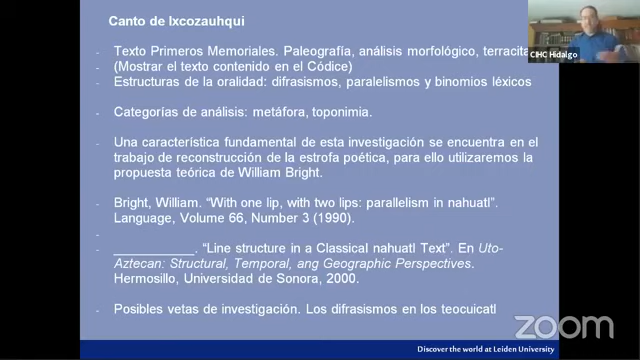 Canto de Ixcozauhqui
- Texto Primeros Memoriales. Paleografía, análisis morfológico, terracita
- (Mostrar el texto contenido en el Códice)
- Estructuras de la oralidad: difrasismos, paralelismos y binomios léxicos
- Categorías de análisis: metáfora, toponimia.
- Una característica fundamental de esta investigación se encuentra en el
trabajo de reconstrucción de la estrofa poética, para ello utilizaremos la
propuesta teórica de William Bright.
- Bright, William. “With one lip, with two lips: parallelism in nahuatl”.
Language, Volume 66, Number 3 (1990).
-
- ___________. “Line structure in a Classical nahuatl Text”. En Uto-
Aztecan: Structural, Temporal, ang Geographic Perspectives.
Hermosillo, Universidad de Sonora, 2000.
- Posibles vetas de investigación. Los difrasismos en los teocuicatl
CIHC Hidalgo
zoom
Discover the world at Leiden University